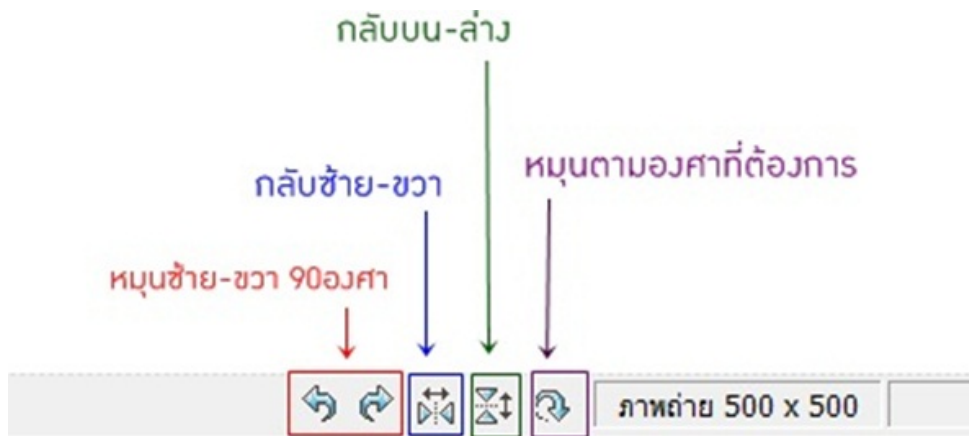 กลับบน-ล่าง
หมุนตามองศาที่ต้องการ
กลับซ้าย-ขวา
หมุนซ้าย-ขวา 90องศา
ภาพถ่าย 500 x 500